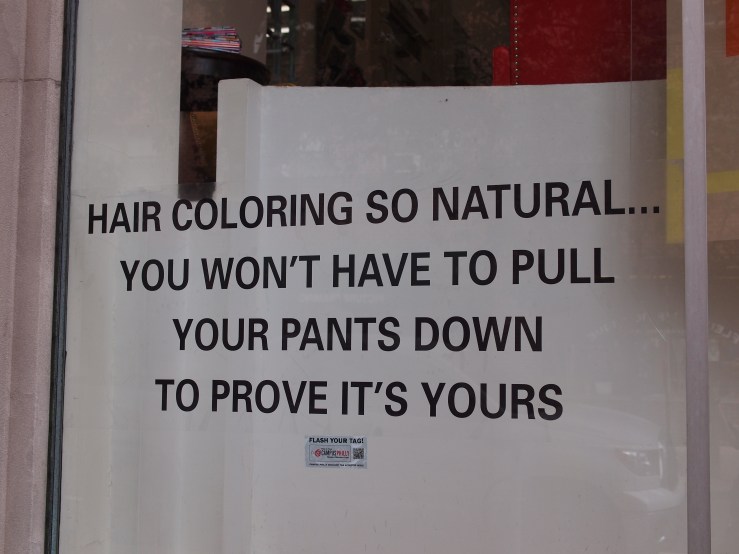 HAIR COLORING SO NATURAL...
YOU WON'T HAVE TO PULL
YOUR PANTS DOWN
TO PROVE IT'S YOURS
FLASH YOUR TAG!
CAMPUSPHILLY